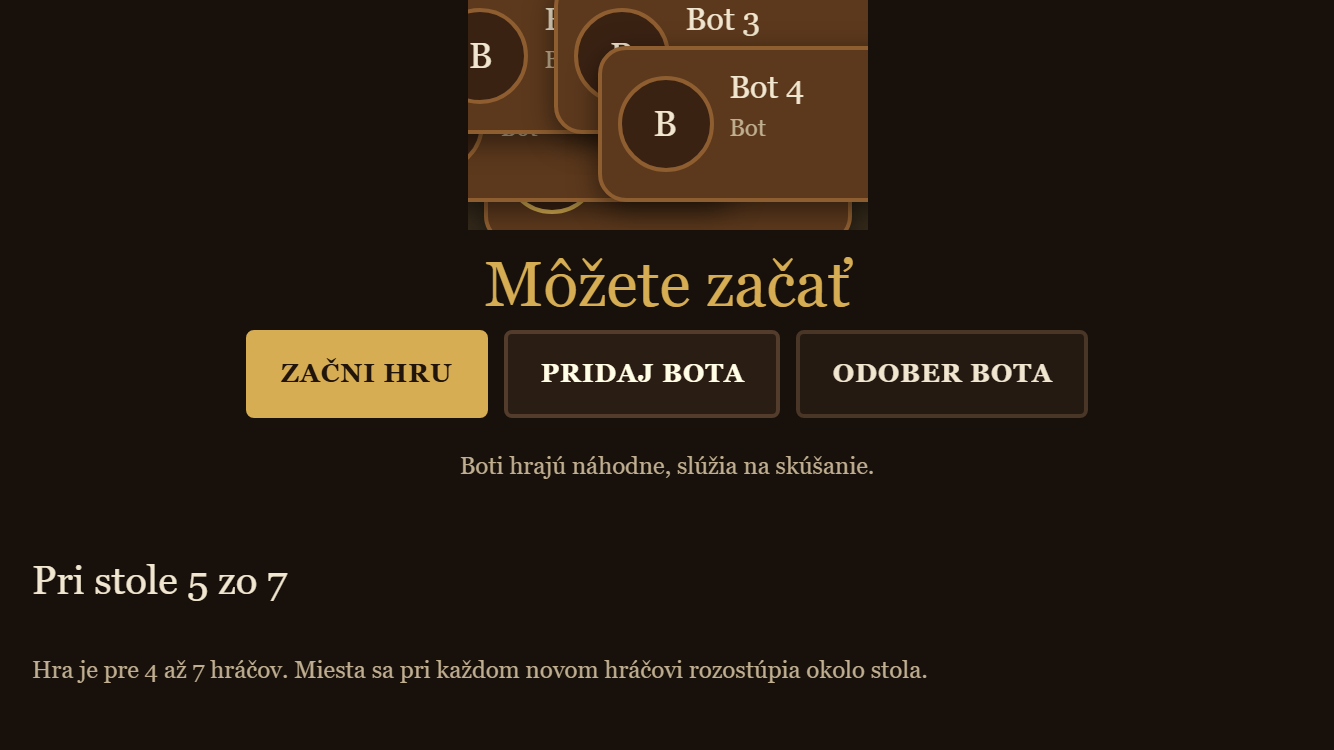 B
Bot 3
Bot 4
B
Bot
Môžete začať
ZAČNI HRU
PRIDAJ BOTA
ODOBER BOTA
Boti hrajú náhodne, slúžia na skúšanie.
Pri stole 5 zo 7
Hra je pre 4 až 7 hráčov. Miesta sa pri každom novom hráčovi rozostúpia okolo stola.